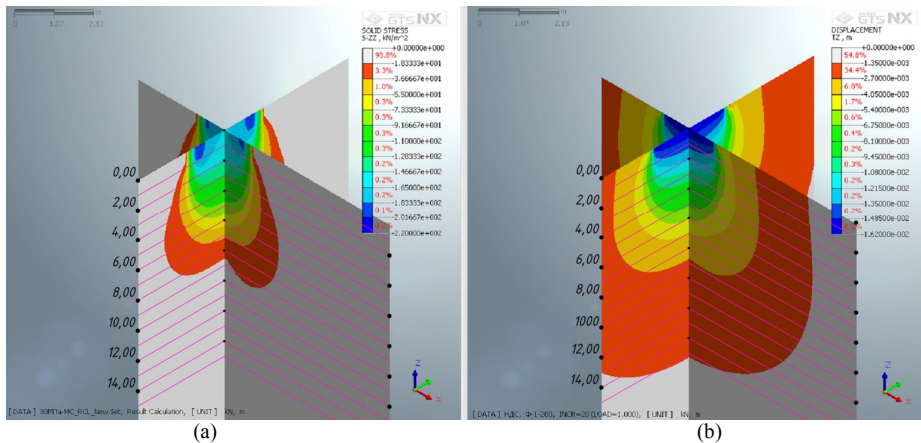 0 1.07 2.13 m
GTS NX
SOLID STRESS
S-ZZ , kN/m^2
+0.00000e+000
93.8%
-1.83333e+001
3.3%
-3.66667e+001
1.0%
-5.50000e+001
0.3%
-7.33333e+001
0.3%
-9.16667e+001
0.3%
-1.10000e+002
0.3%
-1.28333e+002
0.2%
-1.46667e+002
0.2%
-1.65000e+002
0.2%
-1.83333e+002
0.1%
-2.01667e+002
-2.20000e+002
0,00
2,00
4,00
6,00
8,00
10,00
12,00
14,00
Z
X
[ DATA ] 30МПа-MC_RCL_New Set, Result Calculation, [ UNIT ] kN, m
(a)
0 1.07 2.13 m
GTS NX
DISPLACEMENT
TZ , m
+0.00000e+000
54.8%
-1.35000e-003
34.4%
-2.70000e-003
6.8%
-4.05000e-003
1.7%
-5.40000e-003
0.6%
-6.75000e-003
0.4%
-8.10000e-003
0.2%
-9.45000e-003
0.3%
-1.08000e-002
0.2%
-1.21500e-002
0.2%
-1.35000e-002
0.2%
-1.48500e-002
-1.62000e-002
0,00
2,00
4,00
6,00
8,00
1000
12,00
14,00
Z
X
[ DATA ] НДІС, Ф-1-200, INCR=20 (LOAD=1.000), [ UNIT ] kN, m
(b)